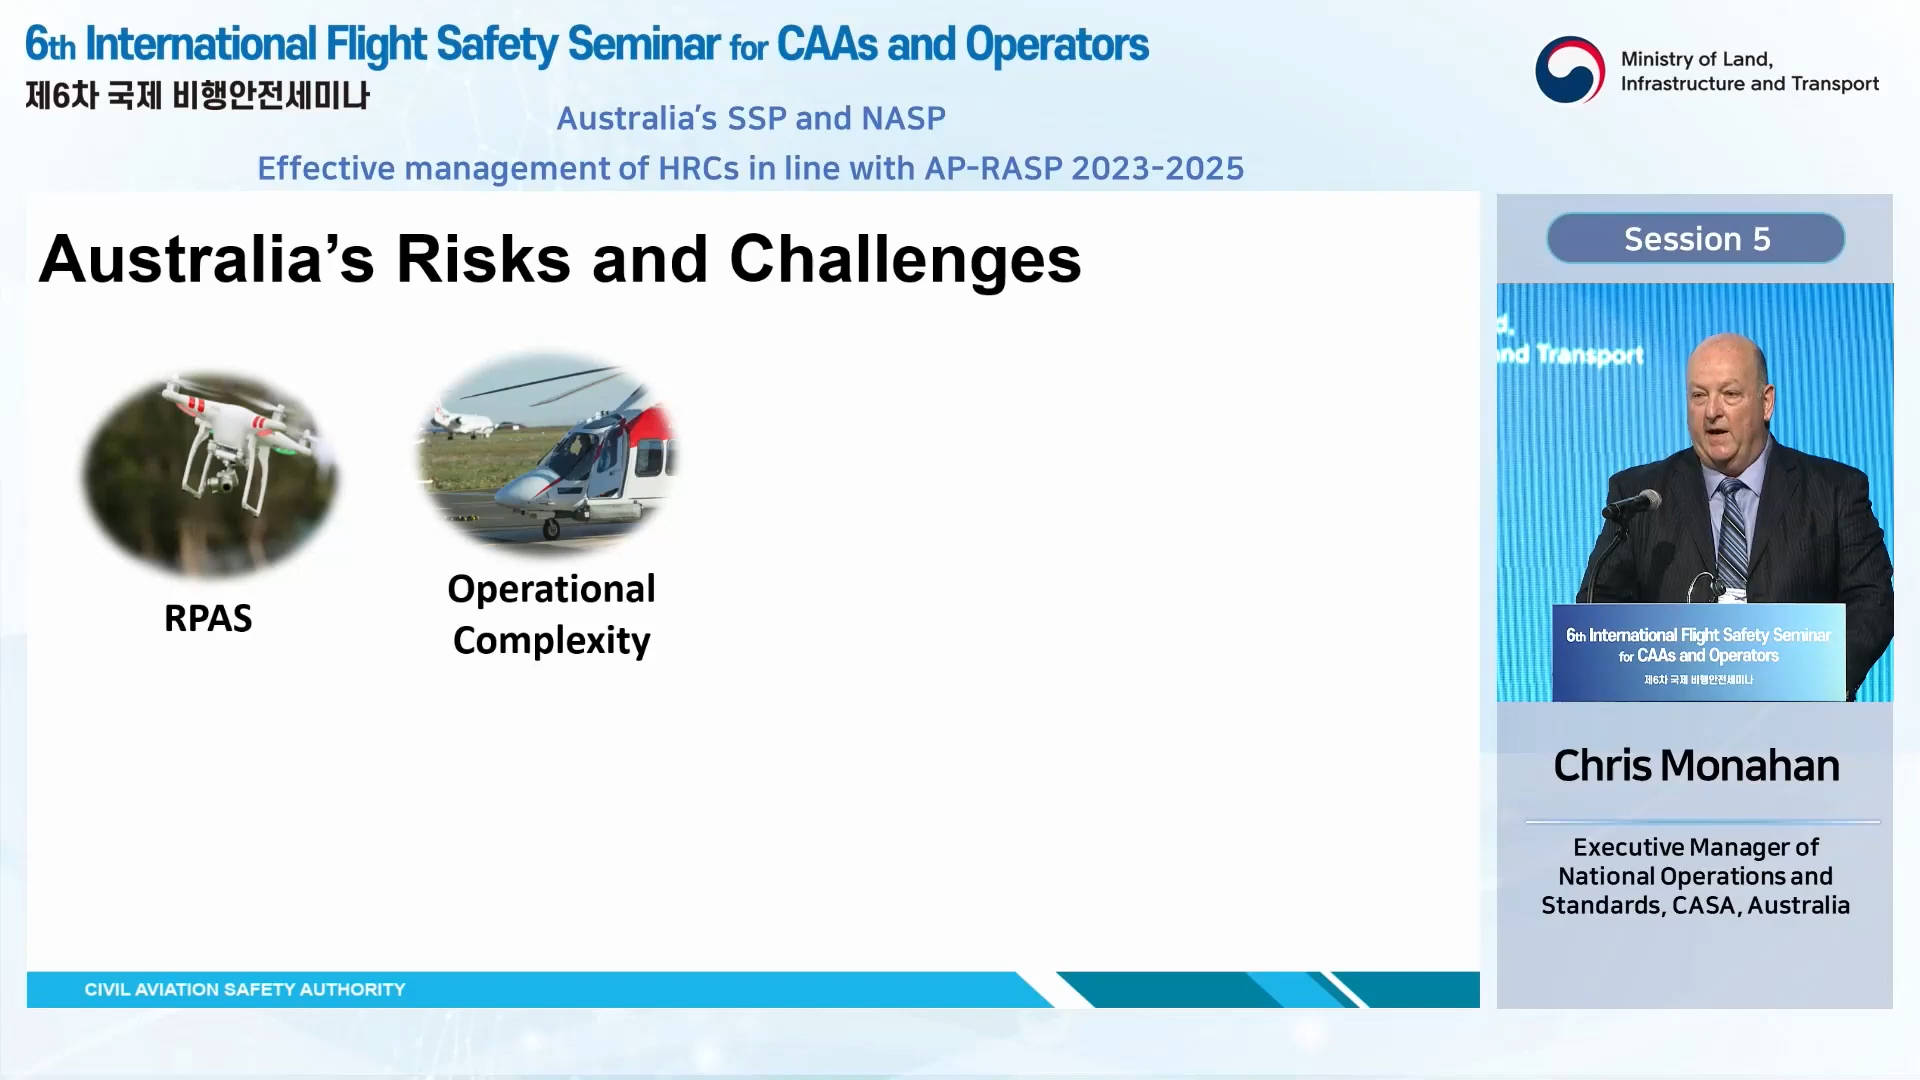 6th International Flight Safety Seminar for CAAs and Operators
제6차 국제 비행안전세미나
Ministry of Land,
Infrastructure and Transport
Australia's SSP and NASP
Effective management of HRCs in line with AP-RASP 2023-2025
Australia’s Risks and Challenges
RPAS
Operational
Complexity
CIVIL AVIATION SAFETY AUTHORITY
Session 5
d,
and Transport
6th International Flight Safety Seminar
for CAAs and Operators
제6차 국제 비행안전세미나
Chris Monahan
Executive Manager of
National Operations and
Standards, CASA, Australia